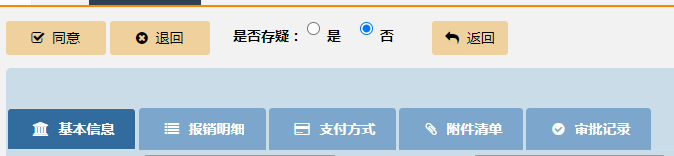 同意 退回 是否存疑： 是 否 返回
基本信息 报销明细 支付方式 附件清单 审批记录